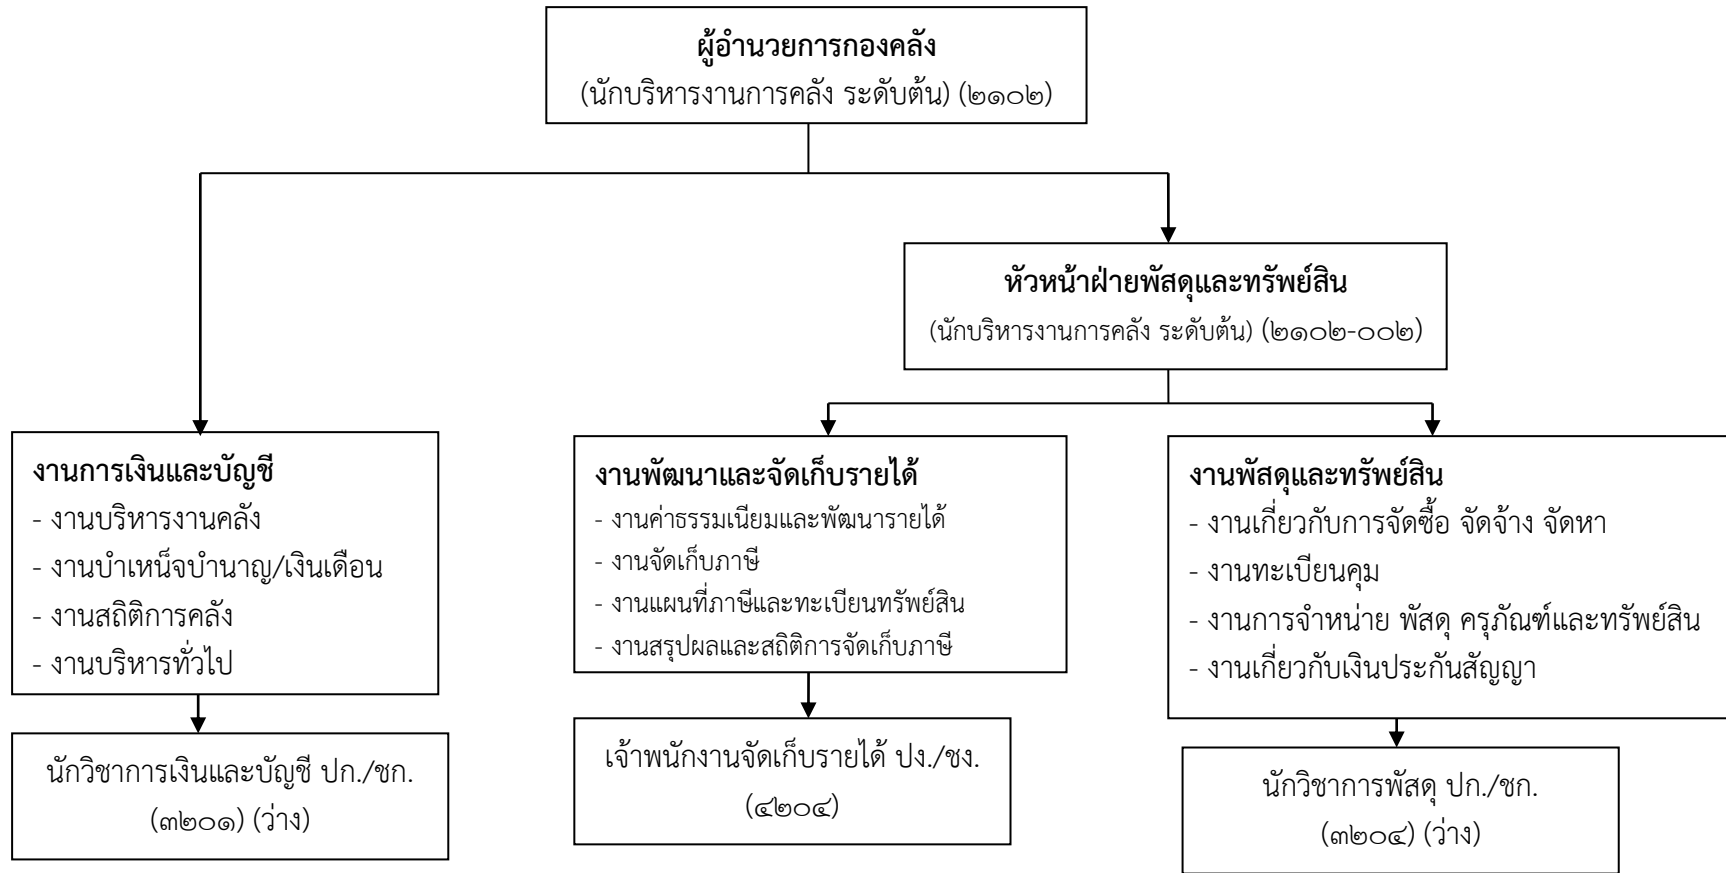 ผู้อำนวยการกองคลัง
(นักบริหารงานการคลัง ระดับต้น) (๒๑๐๒)
หัวหน้าฝ่ายพัสดุและทรัพย์สิน
(นักบริหารงานการคลัง ระดับต้น) (๒๑๐๒-๐๐๒)
งานการเงินและบัญชี
- งานบริหารงานคลัง
- งานบำเหน็จบำนาญ/เงินเดือน
- งานสถิติการคลัง
- งานบริหารทั่วไป
งานพัฒนาและจัดเก็บรายได้
- งานค่าธรรมเนียมและพัฒนารายได้
- งานจัดเก็บภาษี
- งานแผนที่ภาษีและทะเบียนทรัพย์สิน
- งานสรุปผลและสถิติการจัดเก็บภาษี
งานพัสดุและทรัพย์สิน
- งานเกี่ยวกับการจัดซื้อ จัดจ้าง จัดหา
- งานทะเบียนคุม
- งานการจำหน่าย พัสดุ ครุภัณฑ์และทรัพย์สิน
- งานเกี่ยวกับเงินประกันสัญญา
นักวิชาการเงินและบัญชี ปก./ชก.
(๓๒๐๑) (ว่าง)
เจ้าพนักงานจัดเก็บรายได้ ปง./ชง.
(๔๒๐๔)
นักวิชาการพัสดุ ปก./ชก.
(๓๒๐๔) (ว่าง)